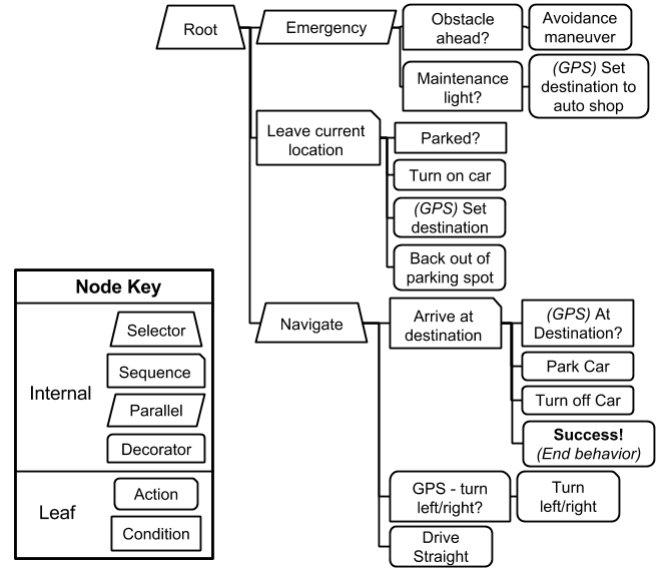 Root
Emergency
Obstacle
ahead?
Avoidance
maneuver
Maintenance
light?
(GPS) Set
destination to
auto shop
Leave current
location
Parked?
Turn on car
(GPS) Set
destination
Back out of
parking spot
Navigate
Arrive at
destination
(GPS) At
Destination?
Park Car
Turn off Car
Success!
(End behavior)
GPS - turn
left/right?
Turn
left/right
Drive
Straight
Node Key
Internal
Selector
Sequence
Parallel
Decorator
Leaf
Action
Condition